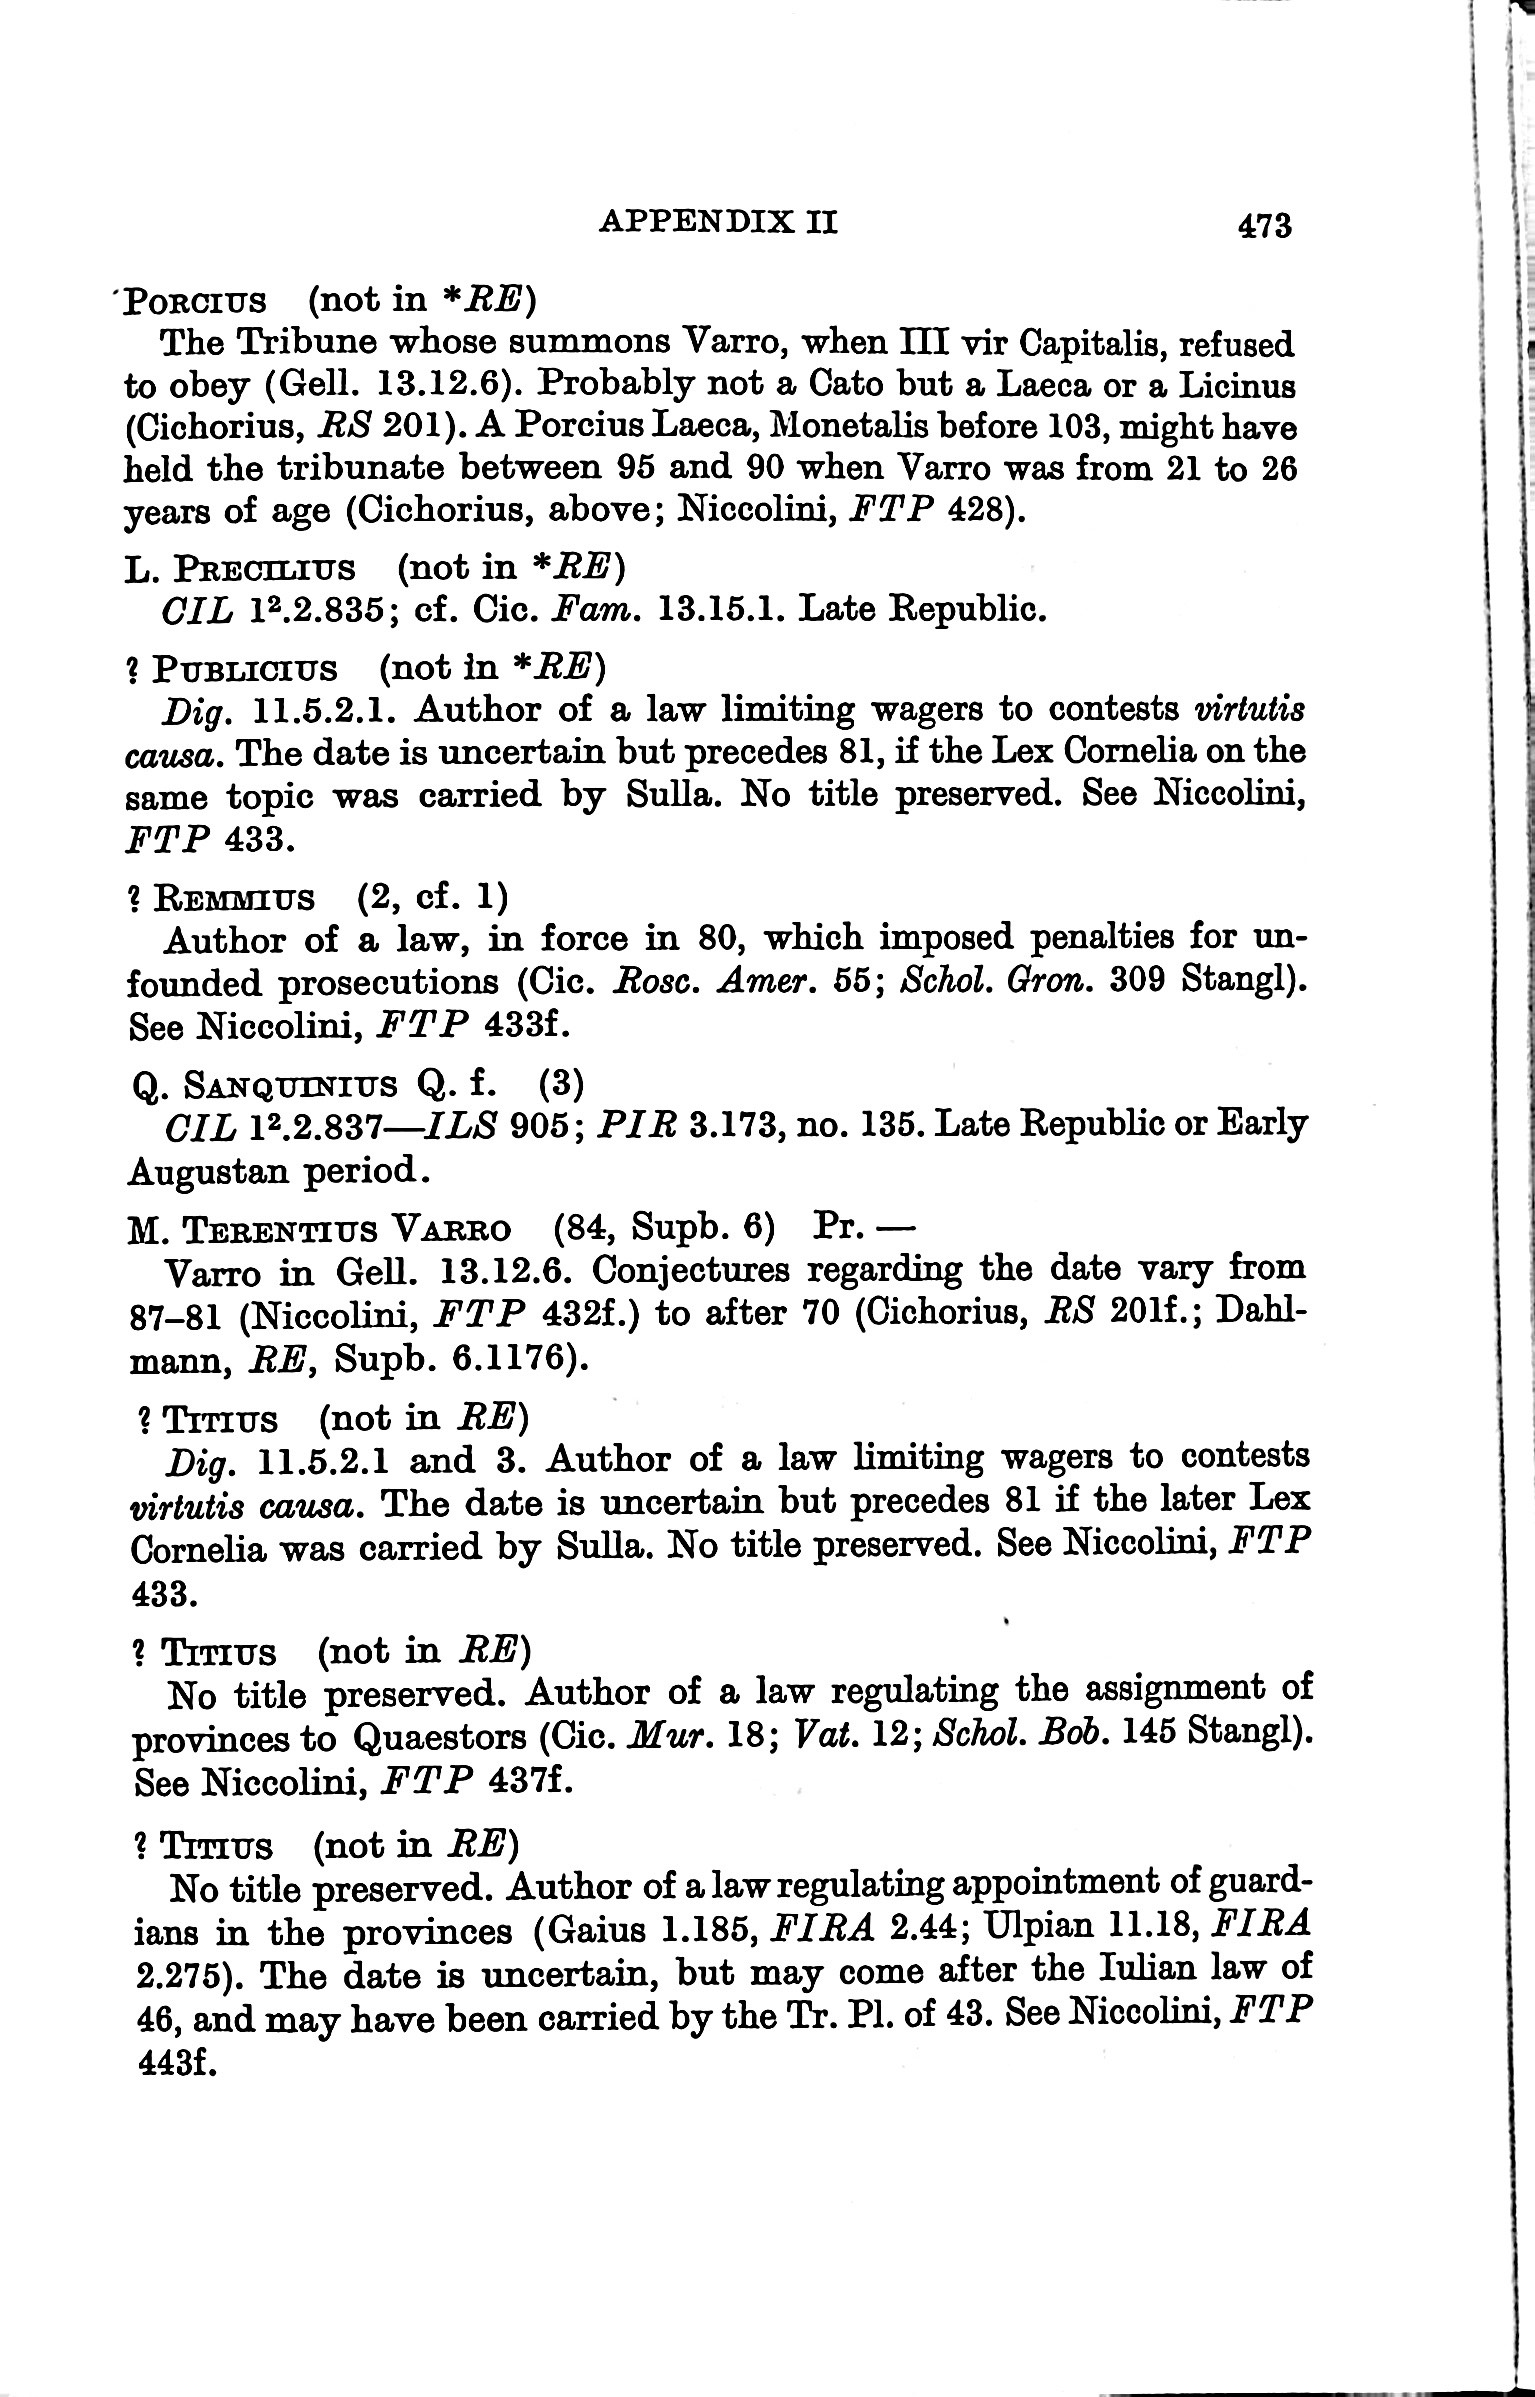 APPENDIX II 473
PORCIUS (not in *RE)
The Tribune whose summons Varro, when III vir Capitalis, refused
to obey (Gell. 13.12.6). Probably not a Cato but a Laeca or a Licinus
(Cichorius, RS 201). A Porcius Laeca, Monetalis before 103, might have
held the tribunate between 95 and 90 when Varro was from 21 to 26
years of age (Cichorius, above; Niccolini, FTP 428).
L. PRECILIUS (not in *RE)
CIL 1².2.835; cf. Cic. Fam. 13.15.1. Late Republic.
? PUBLICIUS (not in *RE)
Dig. 11.5.2.1. Author of a law limiting wagers to contests virtutis
causa. The date is uncertain but precedes 81, if the Lex Cornelia on the
same topic was carried by Sulla. No title preserved. See Niccolini,
FTP 433.
? REMMIUS (2, cf. 1)
Author of a law, in force in 80, which imposed penalties for un-
founded prosecutions (Cic. Rosc. Amer. 55; Schol. Gron. 309 Stangl).
See Niccolini, FTP 433f.
Q. SANQUINIUS Q. f. (3)
CIL 1².2.837—ILS 905; PIR 3.173, no. 135. Late Republic or Early
Augustan period.
M. TERENTIUS VARRO (84, Supb. 6) Pr. —
Varro in Gell. 13.12.6. Conjectures regarding the date vary from
87–81 (Niccolini, FTP 432f.) to after 70 (Cichorius, RS 201f.; Dahl-
mann, RE, Supb. 6.1176).
? TITIUS (not in RE)
Dig. 11.5.2.1 and 3. Author of a law limiting wagers to contests
virtutis causa. The date is uncertain but precedes 81 if the later Lex
Cornelia was carried by Sulla. No title preserved. See Niccolini, FTP
433.
? TITIUS (not in RE)
No title preserved. Author of a law regulating the assignment of
provinces to Quaestors (Cic. Mur. 18; Vat. 12; Schol. Bob. 145 Stangl).
See Niccolini, FTP 437f.
? TITIUS (not in RE)
No title preserved. Author of a law regulating appointment of guard-
ians in the provinces (Gaius 1.185, FIRA 2.44; Ulpian 11.18, FIRA
2.275). The date is uncertain, but may come after the Iulian law of
46, and may have been carried by the Tr. Pl. of 43. See Niccolini, FTP
443f.